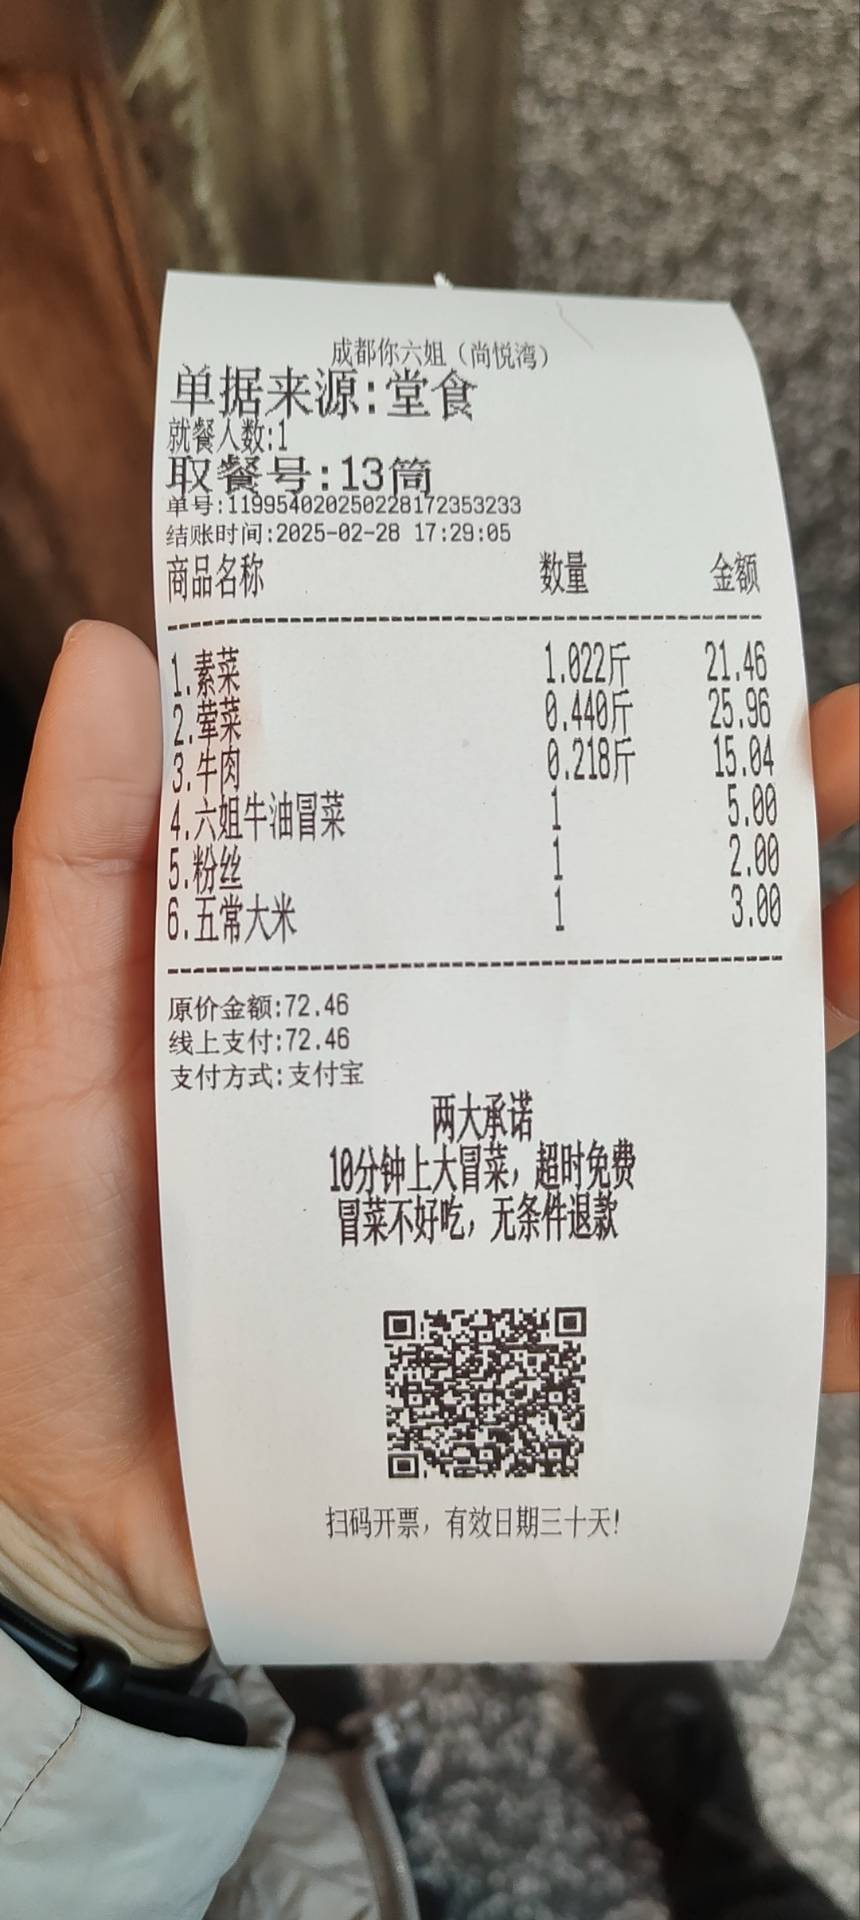 成都你六姐（尚悦湾）
单据来源:堂食
就餐人数:1
取餐号:13筒
单号:11995402025022817235323​3
结账时间:2025-02-28 17:29:05
商品名称 数量 金额
1.素菜 1.022斤 21.46
2.荤菜 0.440斤 25.96
3.牛肉 0.218斤 15.04
4.六姐牛油冒菜 1 5.00
5.粉丝 1 2.00
6.五常大米 1 3.00
原价金额:72.46
线上支付:72.46
支付方式:支付宝
两大承诺
10分钟上大冒菜，超时免费
冒菜不好吃，无条件退款
扫码开票，有效日期三十天!